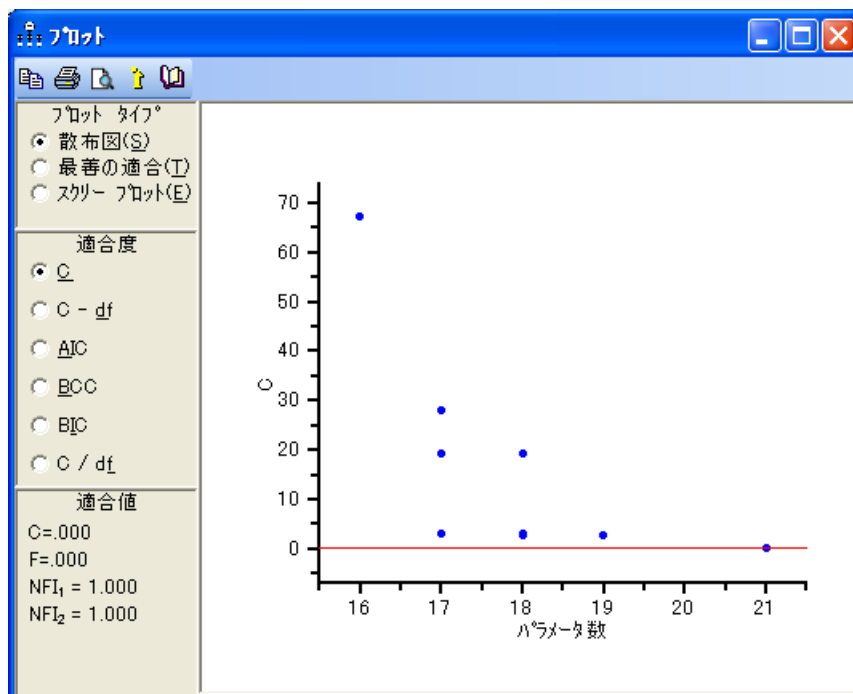 プロット
プロット タイプ
散布図(S)
最善の適合(T)
スクリー プロット(E)
適合度
C
C - df
AIC
BCC
BIC
C / df
適合値
C=.000
F=.000
NFI₁ = 1.000
NFI₂ = 1.000
70
60
50
40
30
20
10
0
C
16 17 18 19 20 21
パラメータ数